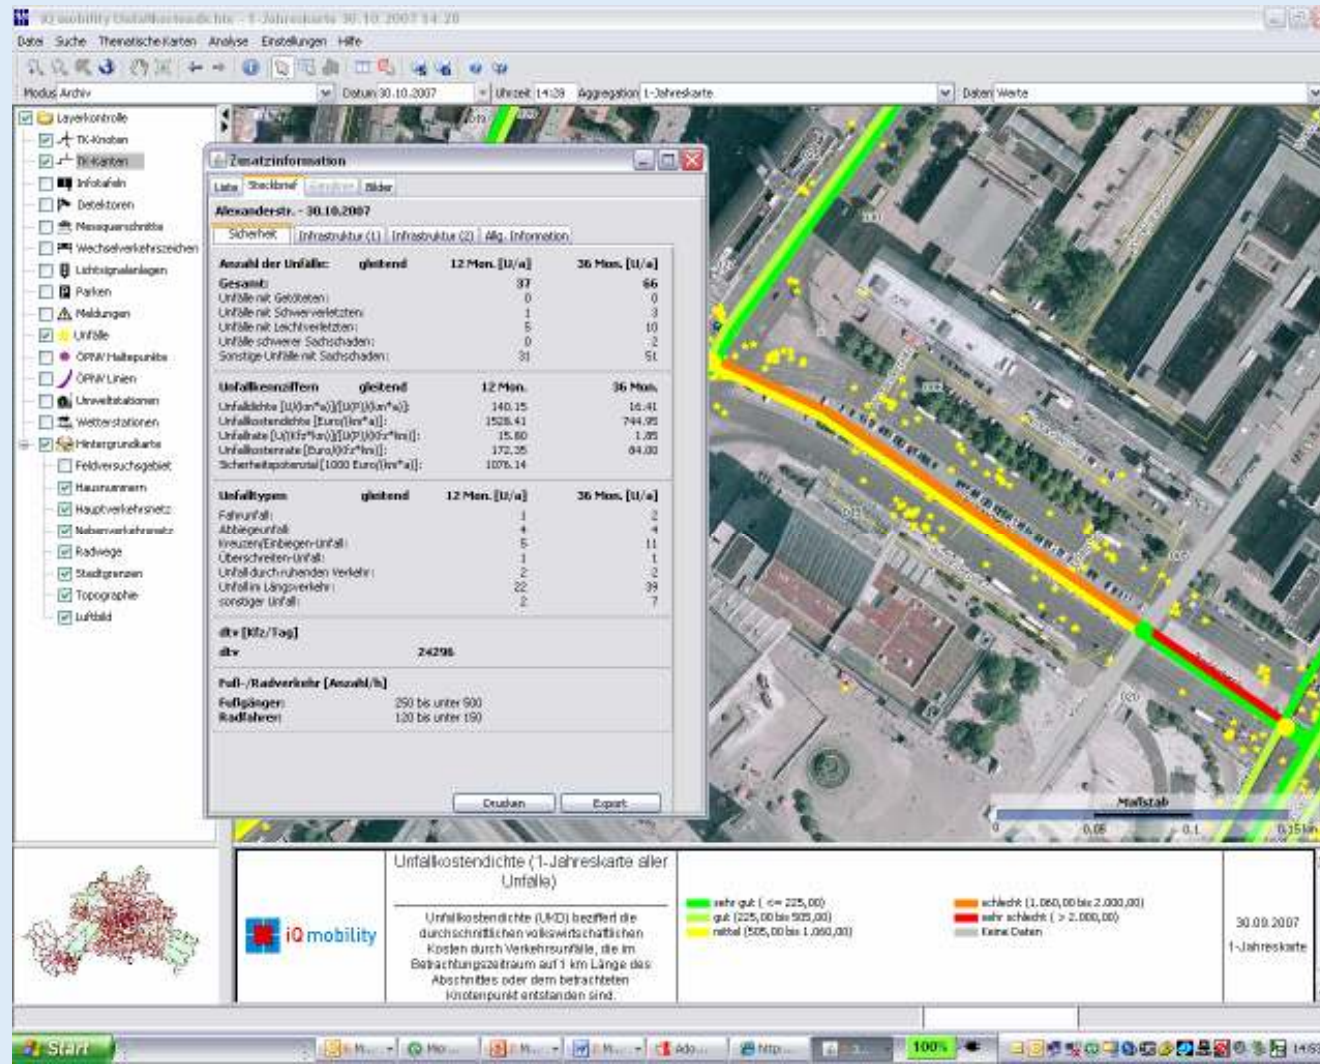 iQ mobility Unfallkostendichte - 1-Jahreskarte 30.10.2007 14:28
Datei Suche Thematische Karten Analyse Einstellungen Hilfe
Modus Archiv Datum 30.10.2007 Uhrzeit 14:28 Aggregation 1-Jahreskarte Daten Werte
Layerkontrolle
TK-Knoten
TK-Kanten
Infotafeln
Detektoren
Messquerschnitte
Wechselverkehrszeichen
Lichtsignalanlagen
Parken
Meldungen
Unfälle
ÖPNV Haltepunkte
ÖPNV Linien
Umweltstationen
Wetterstationen
Hintergrundkarte
Feldversuchsgebiet
Hausnummern
Hauptverkehrsnetz
Nebenverkehrsnetz
Radwege
Stadtgrenzen
Topographie
Luftbild
Zusatzinformation
Liste Steckbrief Bilder
Alexanderstr. - 30.10.2007
Sicherheit Infrastruktur (1) Infrastruktur (2) Allg. Information
Anzahl der Unfälle: gleitend 12 Mon. [U/a] 36 Mon. [U/a]
Gesamt: 37 66
Unfälle mit Getöteten: 0 0
Unfälle mit Schwerverletzten: 1 3
Unfälle mit Leichtverletzten: 5 10
Unfälle schwerer Sachschaden: 0 2
Sonstige Unfälle mit Sachschaden: 31 51
Unfallkennziffern gleitend 12 Mon. 36 Mon.
Unfalldichte [U/(km*a)]/[U(P)/(km*a)]: 140.15 16.41
Unfallkostendichte [Euro/(km*a)]: 1528.41 744.95
Unfallrate [U/(Kfz*km)]/[U(P)/(Kfz*km)]: 15.80 1.85
Unfallkostenrate [Euro/(Kfz*km)]: 172.35 84.00
Sicherheitspotenzial [1000 Euro/(km*a)]: 1076.14
Unfalltypen gleitend 12 Mon. [U/a] 36 Mon. [U/a]
Fahrunfall: 1 2
Abbiegeunfall: 4 4
Kreuzen/Einbiegen-Unfall: 5 11
Überschreiten-Unfall: 1 1
Unfall durch ruhenden Verkehr: 2 2
Unfall im Längsverkehr: 22 39
sonstiger Unfall: 2 7
dtv [Kfz/Tag]
dtv 24296
Fuß-/Radverkehr [Anzahl/h]
Fußgänger: 250 bis unter 500
Radfahrer: 120 bis unter 150
Drucken Export
Maßstab
0 0.05 0.1 0.15 km
iQ mobility
Unfallkostendichte (1-Jahreskarte aller
Unfälle)
Unfallkostendichte (UKD) beziffert die
durchschnittlichen volkswirtschaftlichen
Kosten durch Verkehrsunfälle, die im
Betrachtungszeitraum auf 1 km Länge des
Abschnittes oder dem betrachteten
Knotenpunkt entstanden sind.
sehr gut ( <= 225,00)
gut (225,00 bis 505,00)
mittel (505,00 bis 1.060,00)
schlecht (1.060,00 bis 2.000,00)
sehr schlecht ( > 2.000,00)
Keine Daten
30.09.2007
1-Jahreskarte
Start
100%